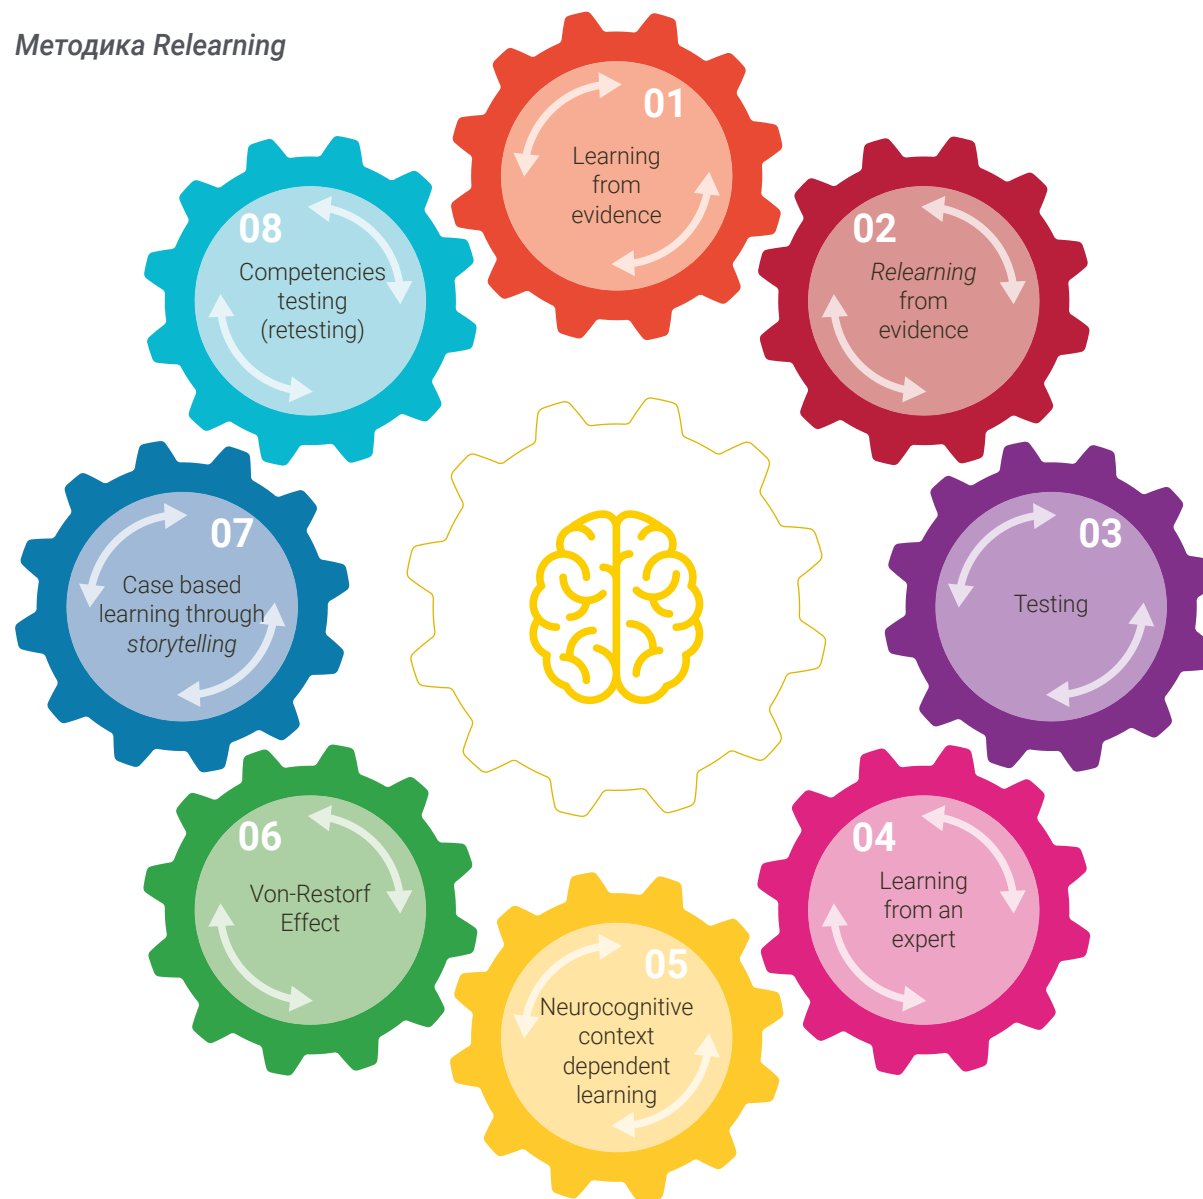 Методика Relearning
01
Learning
from
evidence
02
Relearning
from
evidence
03
Testing
04
Learning
from an
expert
05
Neurocognitive
context
dependent
learning
06
Von-Restorf
Effect
07
Case based
learning through
storytelling
08
Competencies
testing
(retesting)